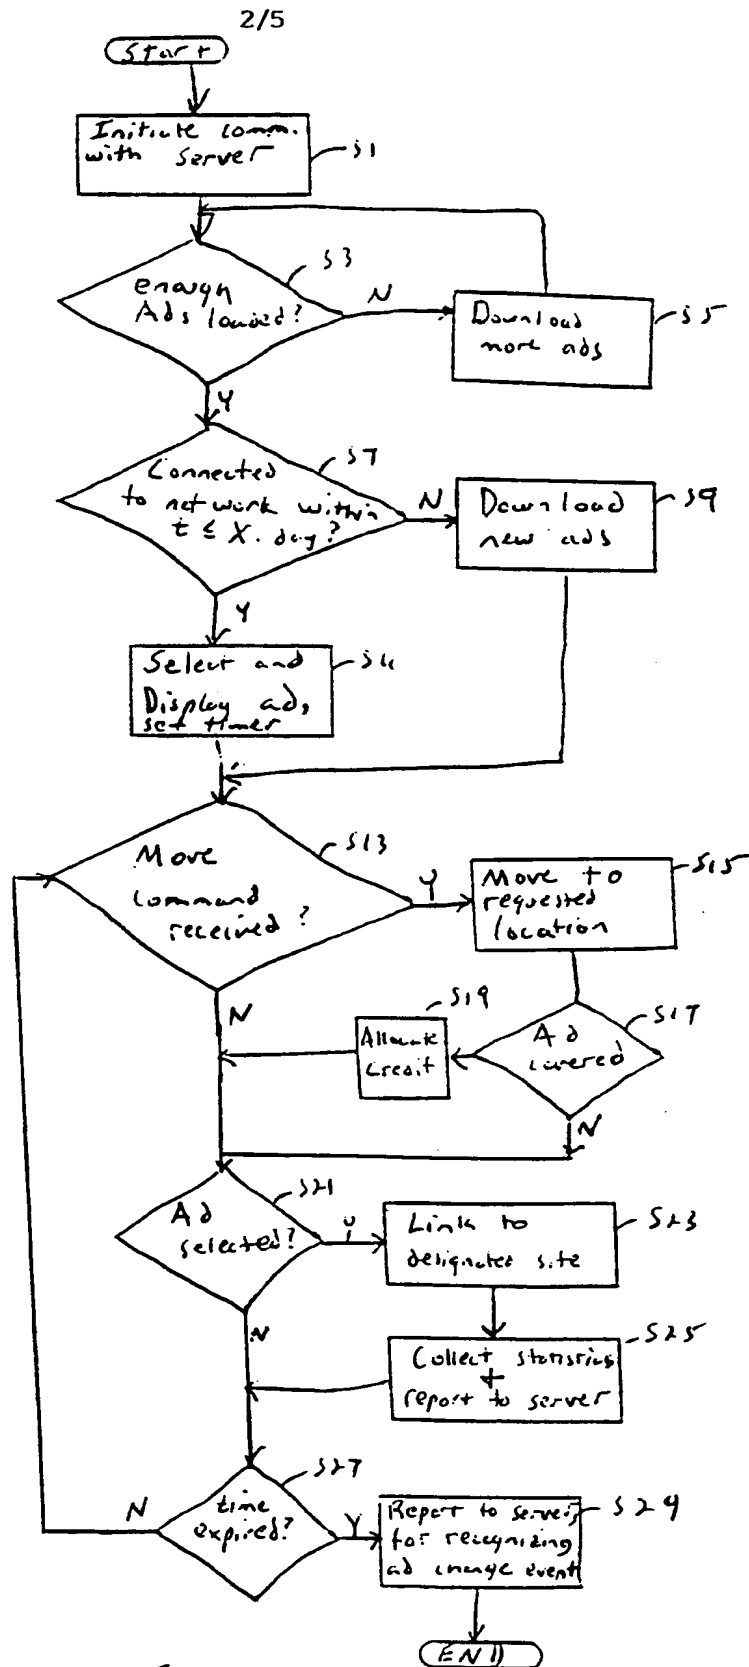 2/5
Start
Initiate comm.
with server
S1
enough
Ads loaded?
S3
N
Download
more ads
S5
Y
Connected
to network within
t ≤ X. day?
S7
N
Download
new ads
S9
Y
Select and
Display ad,
set timer
Move
command
received?
S13
Y
Move to
requested
location
S15
N
S19
Allocate
credit
Ad
covered
S17
N
Ad
selected?
S21
Y
Link to
designated site
S23
N
Collect statistics
+
report to server
S25
time
expired?
S27
N
Y
Report to server,
for recognizing
ad change event
S29
END